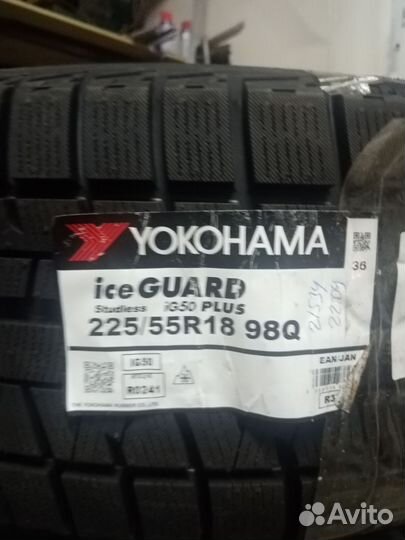 YOKOHAMA
iceGUARD
Studless iG50 PLUS
225/55R18 98Q
36
IG50
R0241
THE YOKOHAMA RUBBER CO.,LTD.
EAN/JAN
Avito